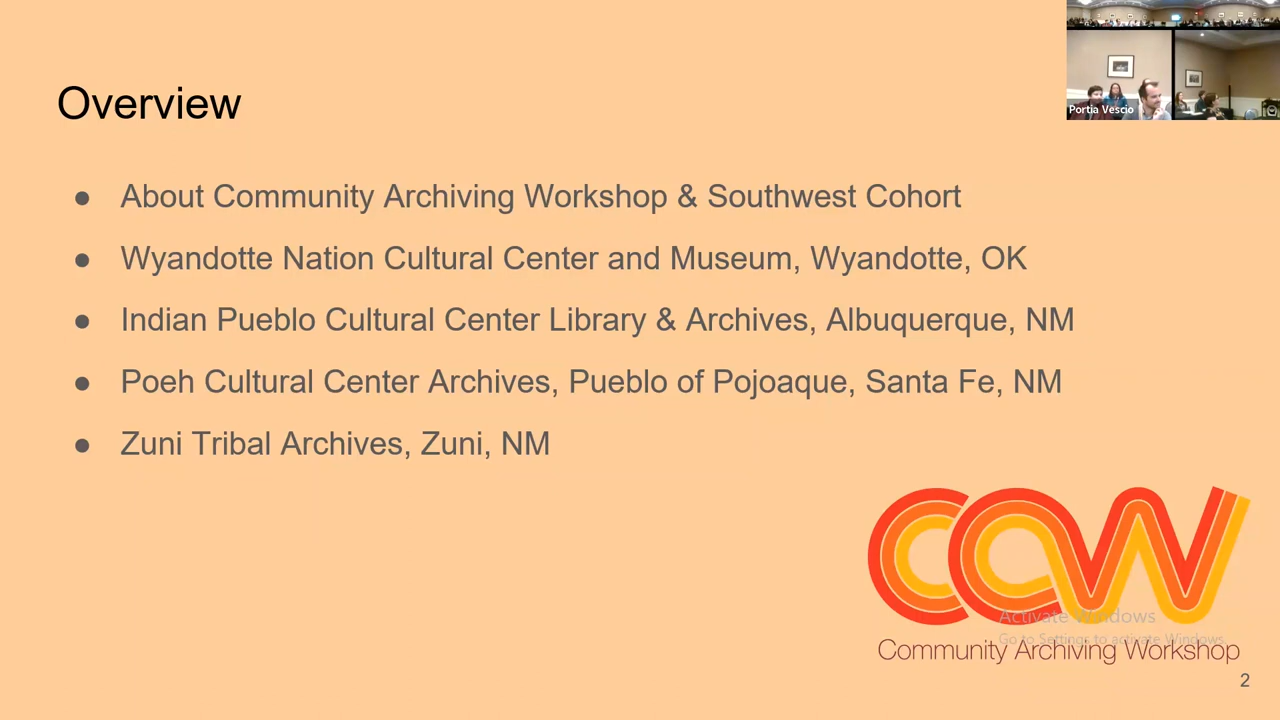 Portia Vescio
Overview
● About Community Archiving Workshop & Southwest Cohort
● Wyandotte Nation Cultural Center and Museum, Wyandotte, OK
● Indian Pueblo Cultural Center Library & Archives, Albuquerque, NM
● Poeh Cultural Center Archives, Pueblo of Pojoaque, Santa Fe, NM
● Zuni Tribal Archives, Zuni, NM
CAW
Activate Windows
Go to Settings to activate Windows.
Community Archiving Workshop
2